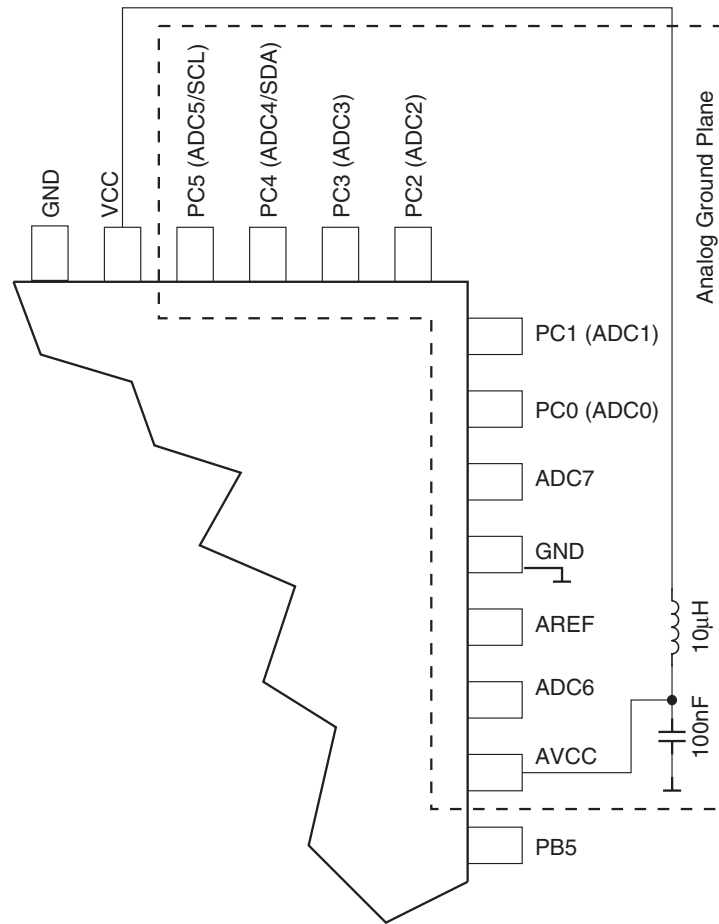 GND
VCC
PC5 (ADC5/SCL)
PC4 (ADC4/SDA)
PC3 (ADC3)
PC2 (ADC2)
Analog Ground Plane
PC1 (ADC1)
PC0 (ADC0)
ADC7
GND
AREF
ADC6
AVCC
PB5
10μH
100nF